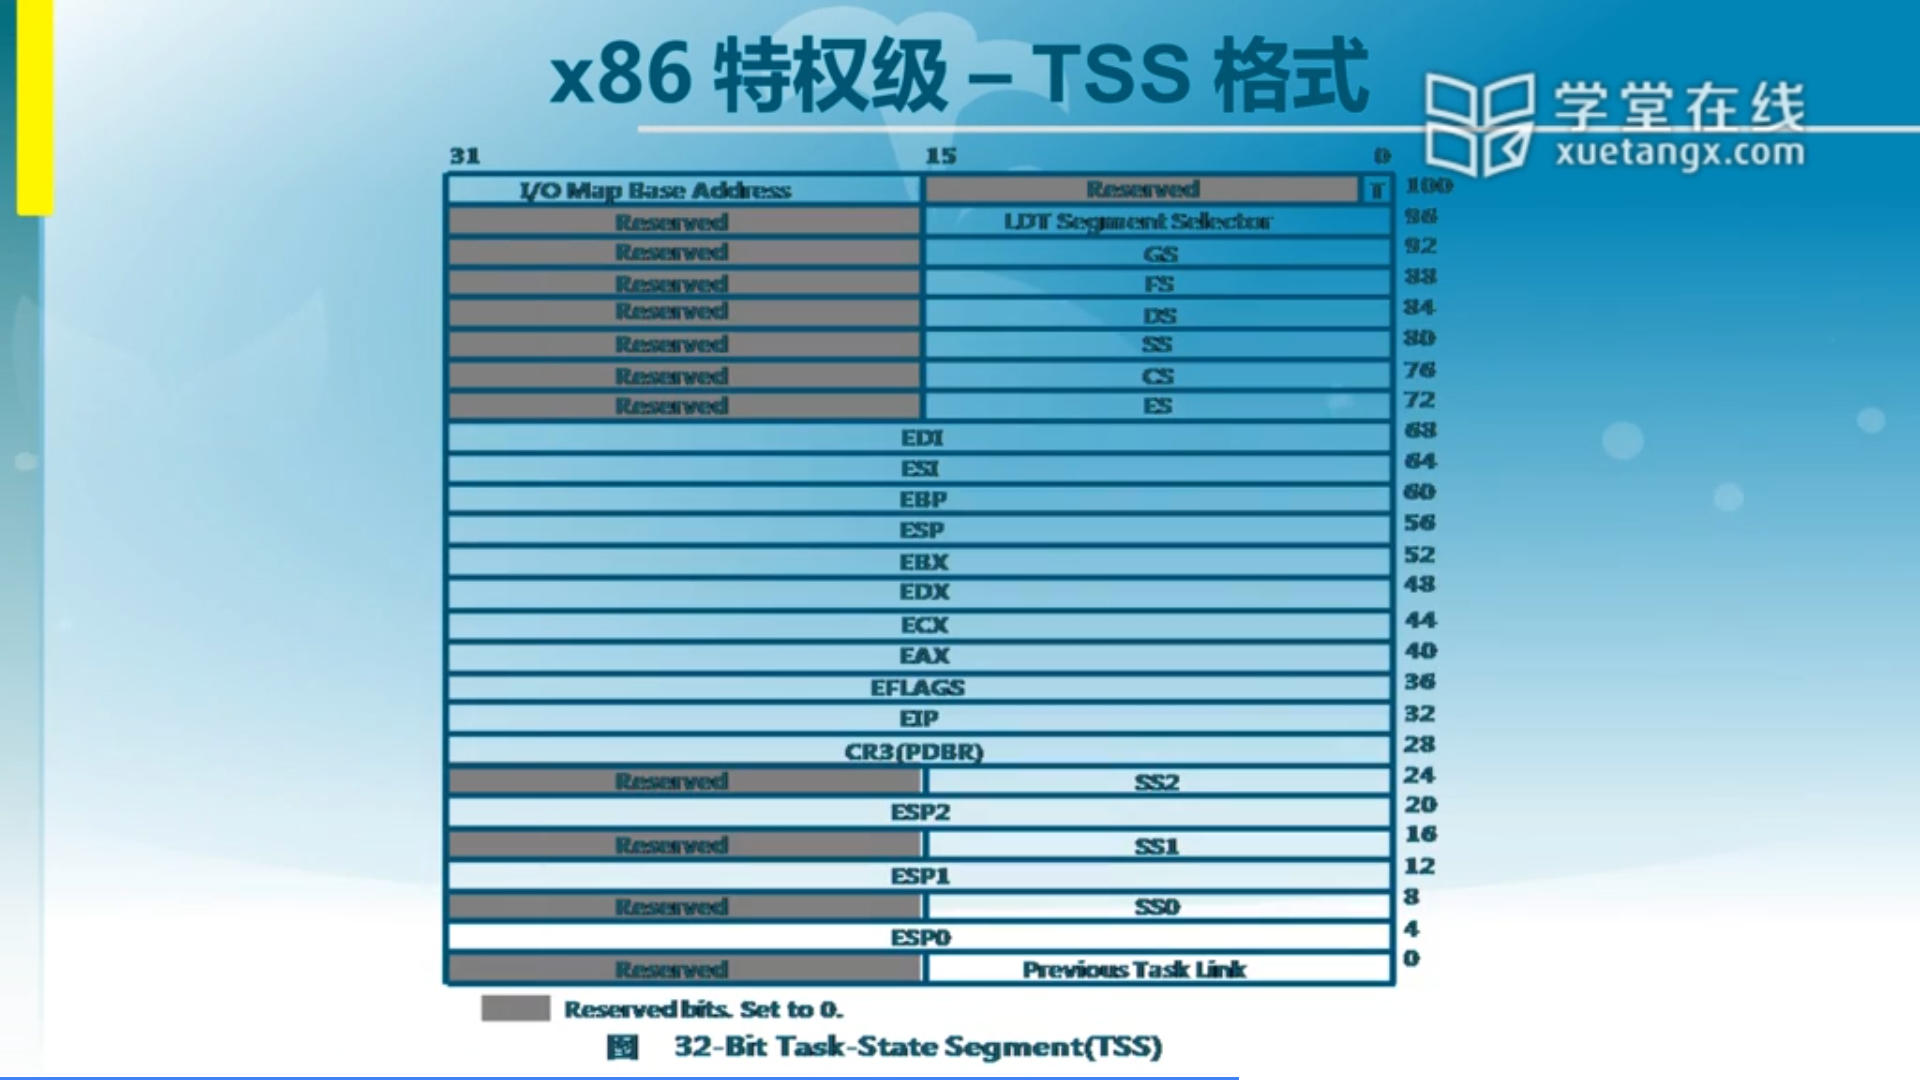 x86 特权级 – TSS 格式
学堂在线
xuetangx.com
31 15 0
I/O Map Base Address Reserved T 100
Reserved LDT Segment Selector 96
Reserved GS 92
Reserved FS 88
Reserved DS 84
Reserved SS 80
Reserved CS 76
Reserved ES 72
EDI 68
ESI 64
EBP 60
ESP 56
EBX 52
EDX 48
ECX 44
EAX 40
EFLAGS 36
EIP 32
CR3(PDBR) 28
Reserved SS2 24
ESP2 20
Reserved SS1 16
ESP1 12
Reserved SS0 8
ESP0 4
Reserved Previous Task Link 0
Reserved bits. Set to 0.
图 32-Bit Task-State Segment(TSS)